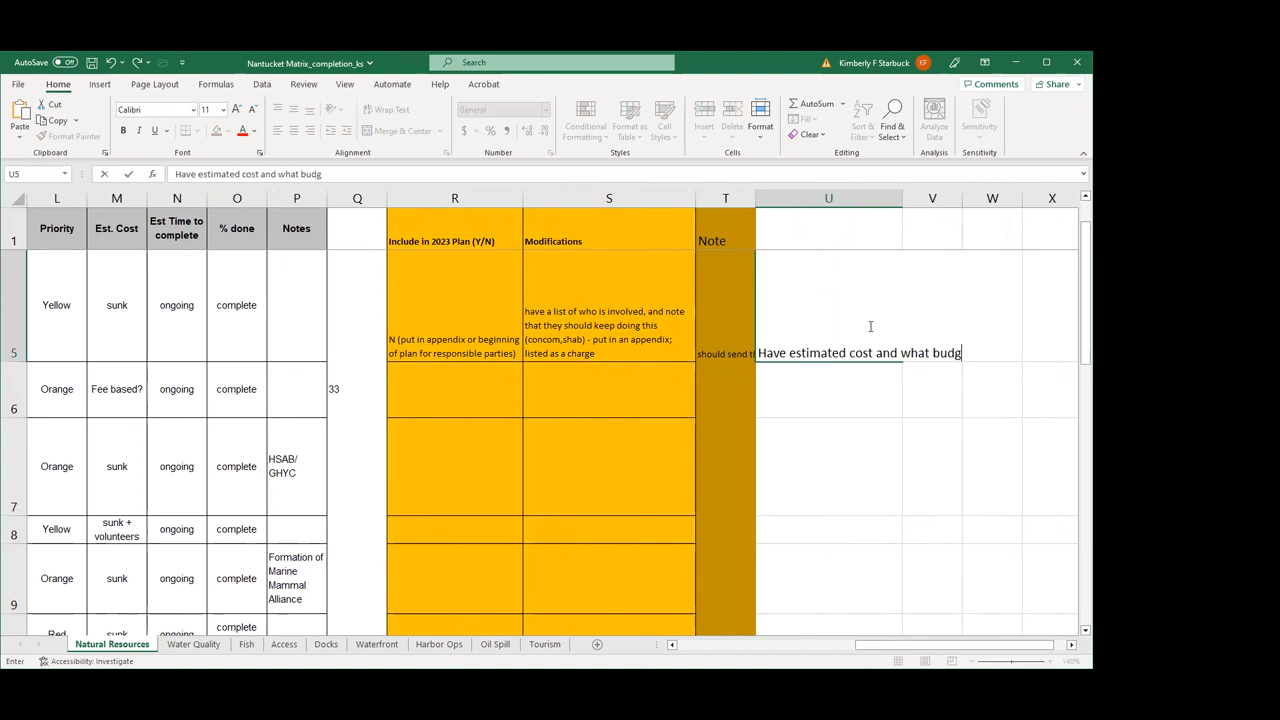 AutoSave Off
Nantucket Matrix_completion_ks
Search
Kimberly F Starbuck KF
File Home Insert Page Layout Formulas Data Review View Automate Help Acrobat
Comments Share
Paste
Cut
Copy
Format Painter
Clipboard
Calibri 11
B I U
Font
Wrap Text
Merge & Center
Alignment
General
$ % 9
Number
Conditional Formatting
Format as Table
Cell Styles
Styles
Insert
Delete
Format
Cells
AutoSum
Fill
Clear
Sort & Filter
Find & Select
Editing
Analyze Data
Analysis
Sensitivity
Sensitivity
U5 fx Have estimated cost and what budg
L M N O P Q R S T U V W X
1
Priority
Est. Cost
Est Time to
complete
% done
Notes
Include in 2023 Plan (Y/N)
Modifications
Note
5
Yellow
sunk
ongoing
complete
N (put in appendix or beginning
of plan for responsible parties)
have a list of who is involved, and note
that they should keep doing this
(concom,shab) - put in an appendix;
listed as a charge
should send th
Have estimated cost and what budg
6
Orange
Fee based?
ongoing
complete
33
7
Orange
sunk
ongoing
complete
HSAB/
GHYC
8
Yellow
sunk +
volunteers
ongoing
complete
9
Orange
sunk
ongoing
complete
Formation of
Marine
Mammal
Alliance
Red
sunk
ongoing
complete
Natural Resources Water Quality Fish Access Docks Waterfront Harbor Ops Oil Spill Tourism
Enter Accessibility: Investigate
140%